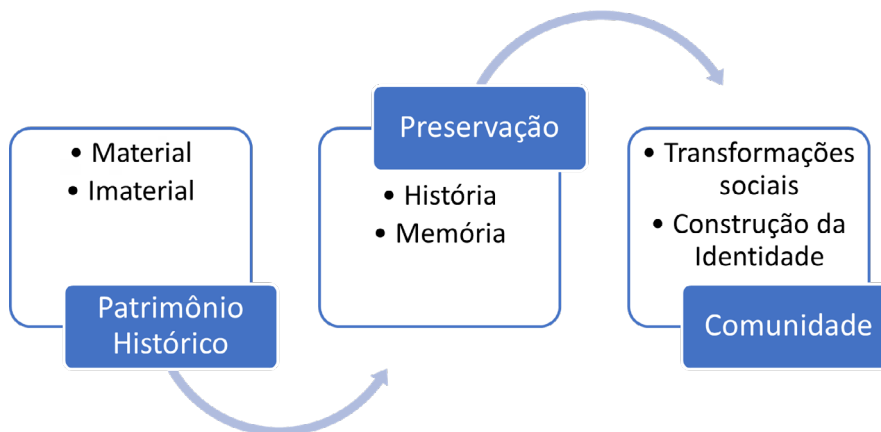 • Material
• Imaterial
Patrimônio
Histórico
Preservação
• História
• Memória
• Transformações
sociais
• Construção da
Identidade
Comunidade